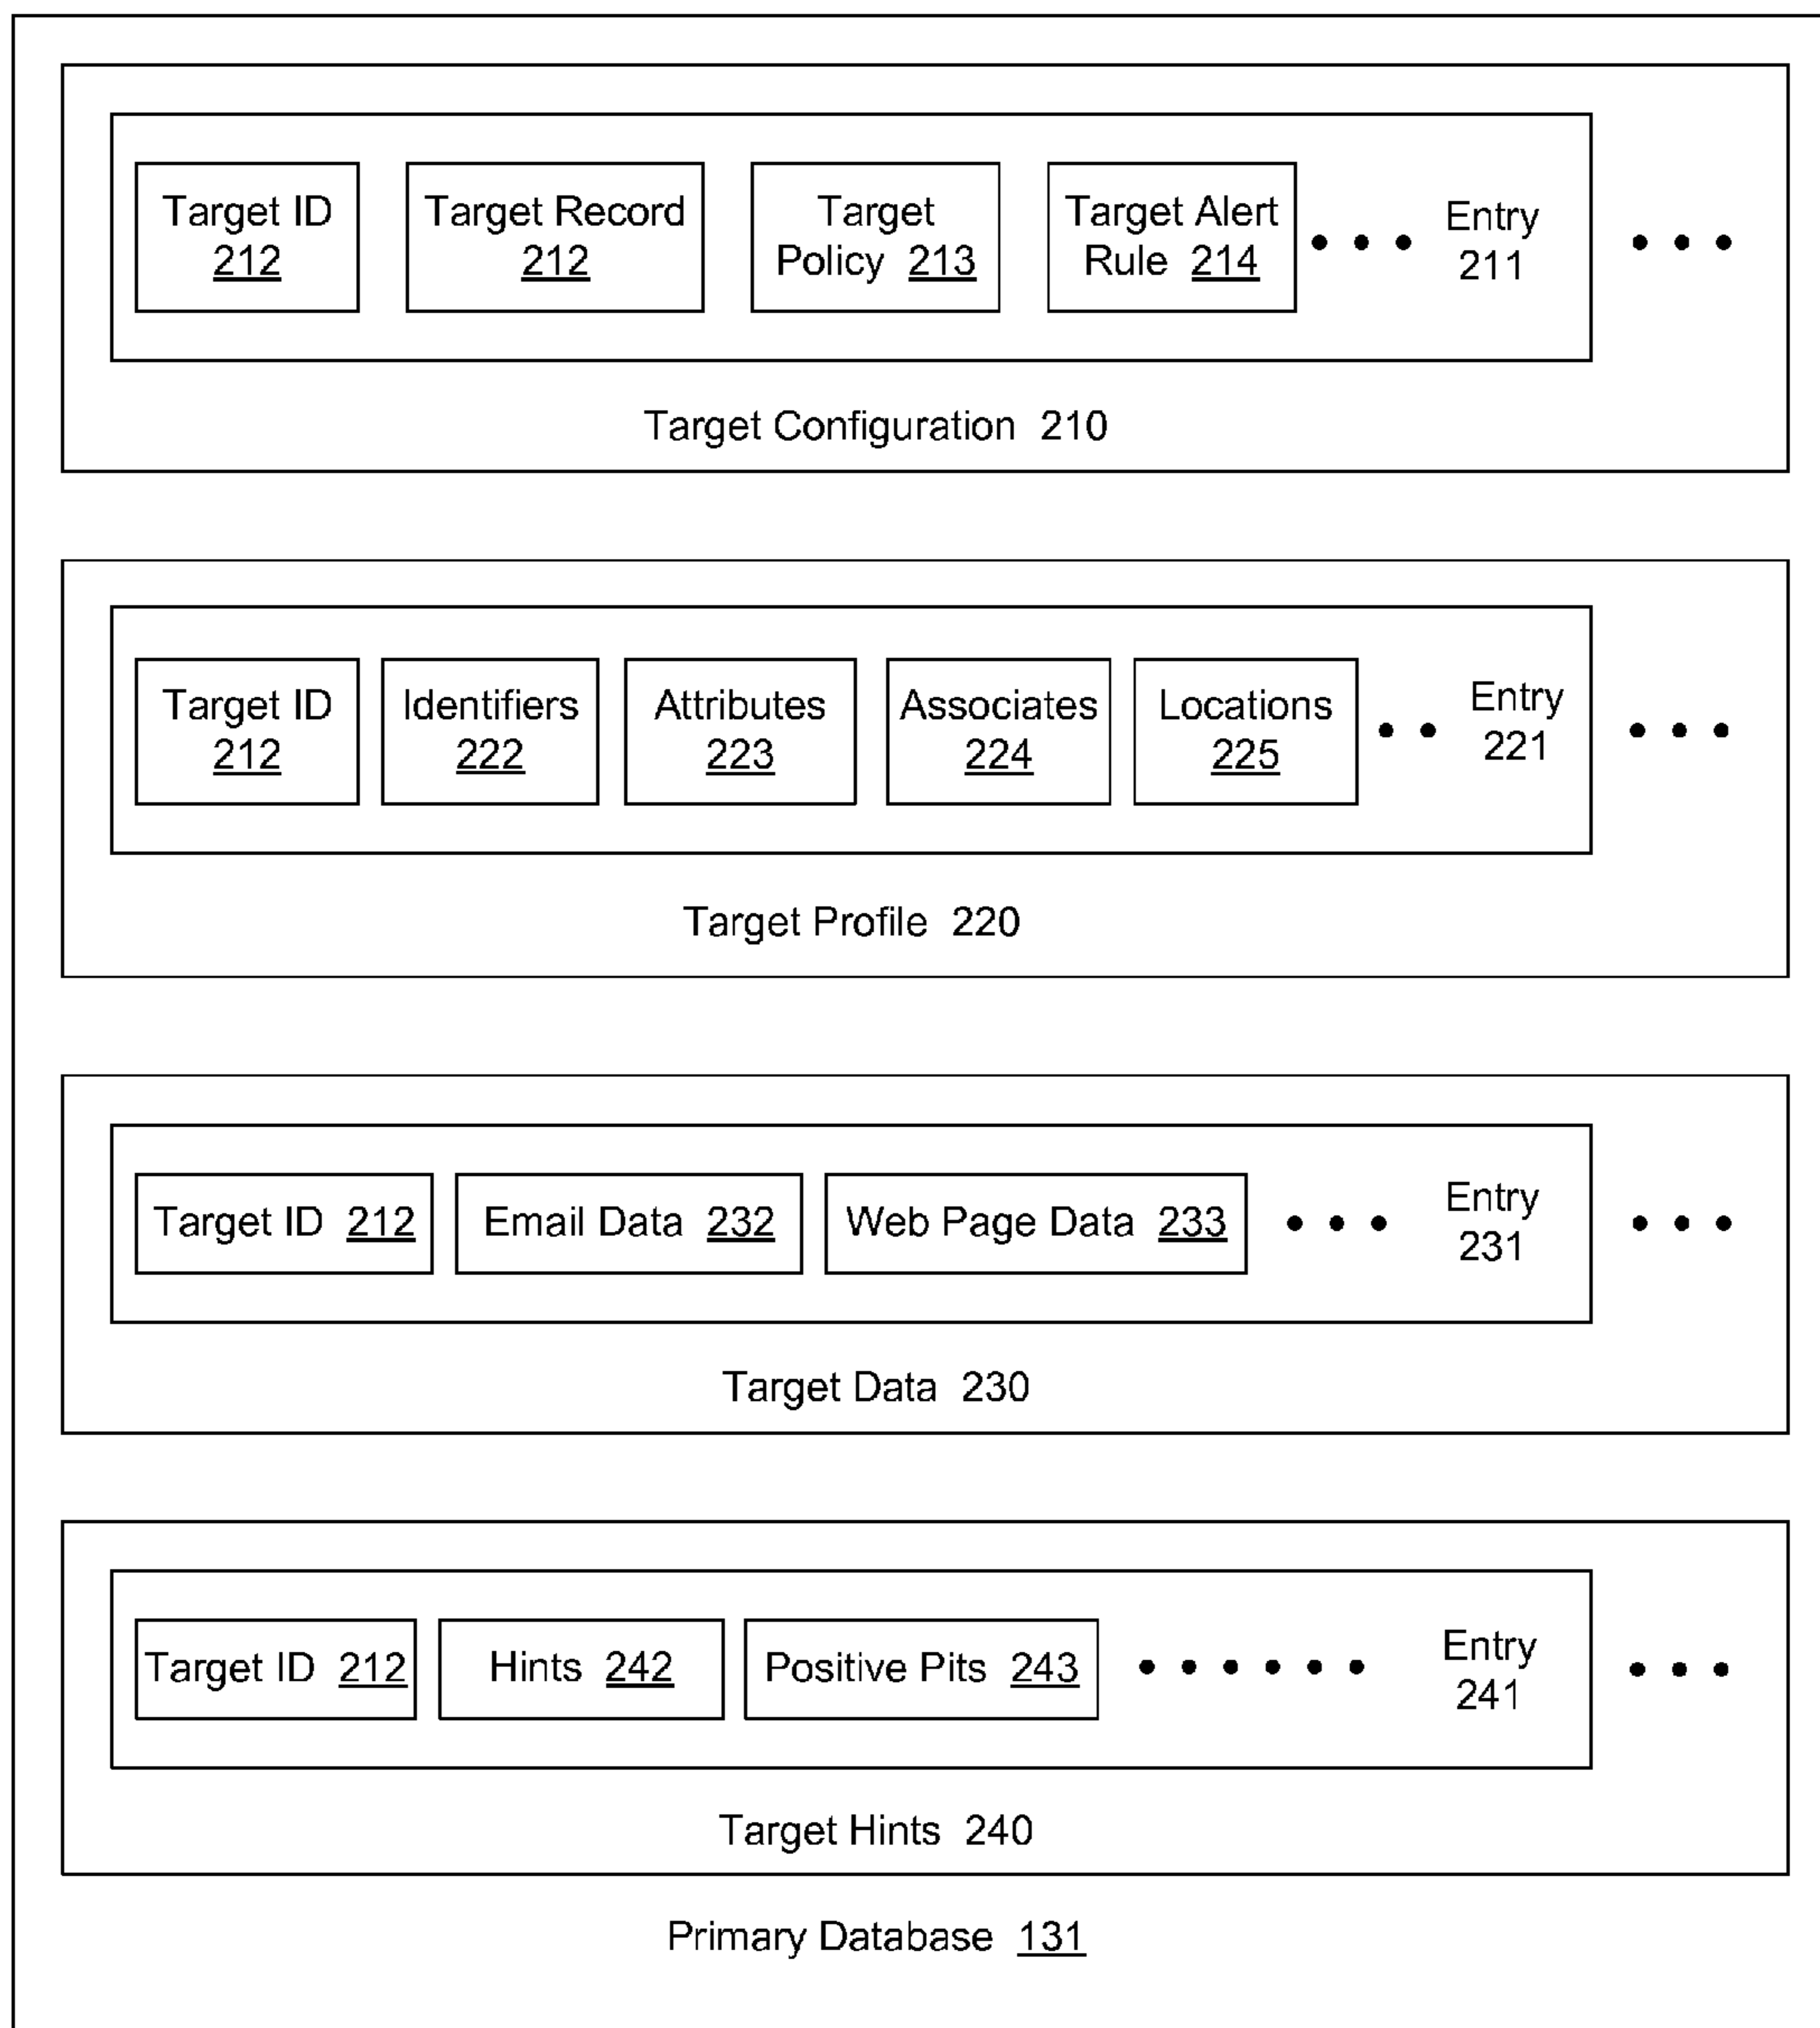 Target ID
212
Target Record
212
Target
Policy 213
Target Alert
Rule 214
Entry
211
Target Configuration 210
Target ID
212
Identifiers
222
Attributes
223
Associates
224
Locations
225
Entry
221
Target Profile 220
Target ID 212
Email Data 232
Web Page Data 233
Entry
231
Target Data 230
Target ID 212
Hints 242
Positive Pits 243
Entry
241
Target Hints 240
Primary Database 131